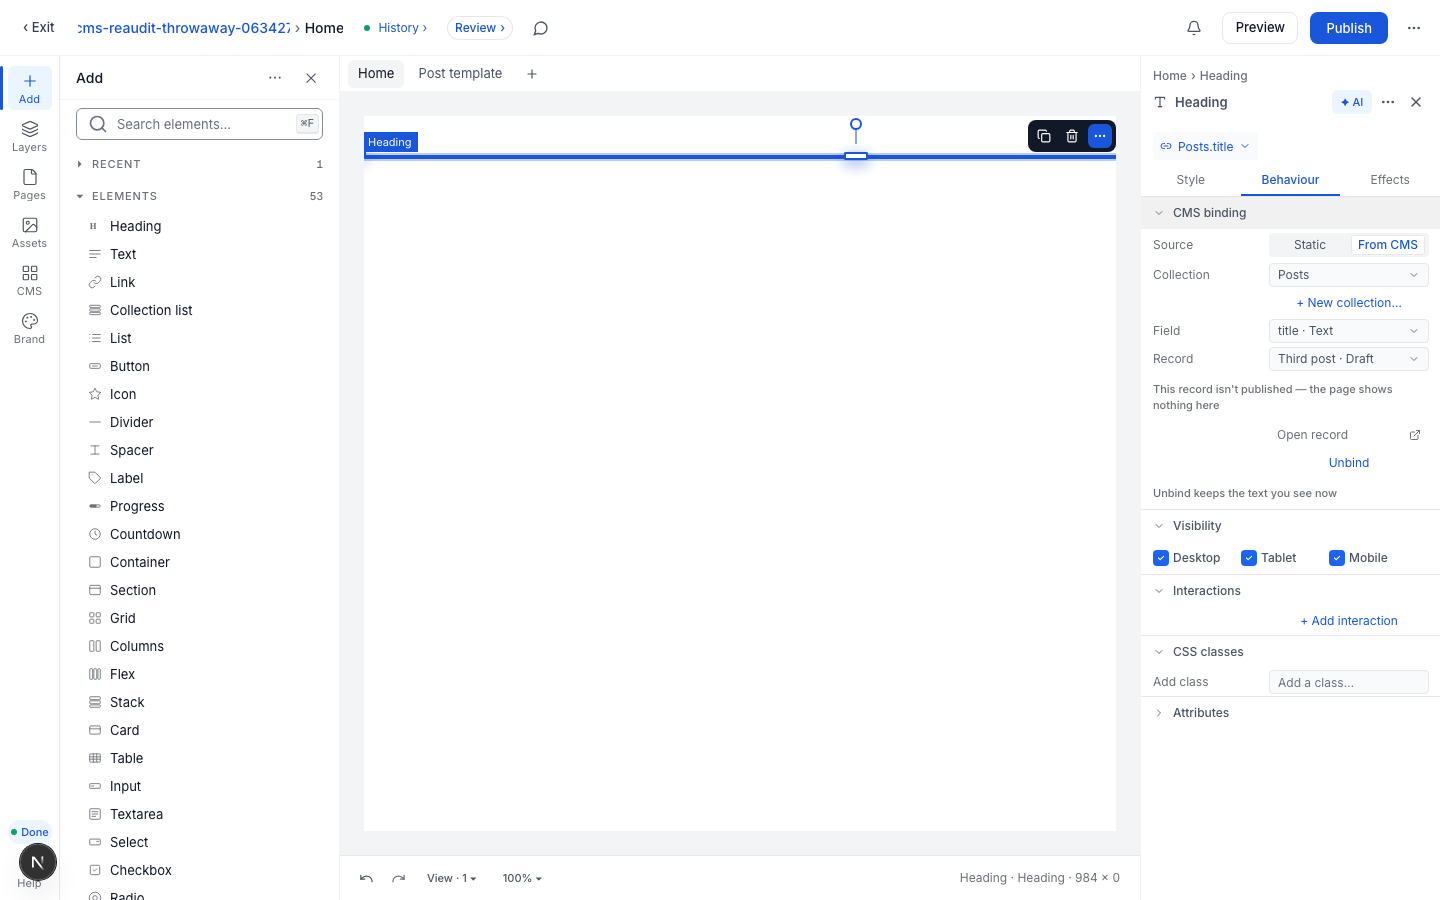 ‹ Exit
cms-reaudit-throwaway-063427 › Home
History ›
Review ›
Preview
Publish
Add
Layers
Pages
Assets
CMS
Brand
Done
N
Help
Add
Search elements...
⌘F
RECENT 1
ELEMENTS 53
Heading
Text
Link
Collection list
List
Button
Icon
Divider
Spacer
Label
Progress
Countdown
Container
Section
Grid
Columns
Flex
Stack
Card
Table
Input
Textarea
Select
Checkbox
Radio
Home
Post template
Heading
View · 1
100%
Heading · Heading · 984 × 0
Home › Heading
Heading
AI
Posts.title
Style
Behaviour
Effects
CMS binding
Source Static From CMS
Collection Posts
+ New collection...
Field title · Text
Record Third post · Draft
This record isn't published — the page shows
nothing here
Open record
Unbind
Unbind keeps the text you see now
Visibility
Desktop Tablet Mobile
Interactions
+ Add interaction
CSS classes
Add class Add a class...
Attributes